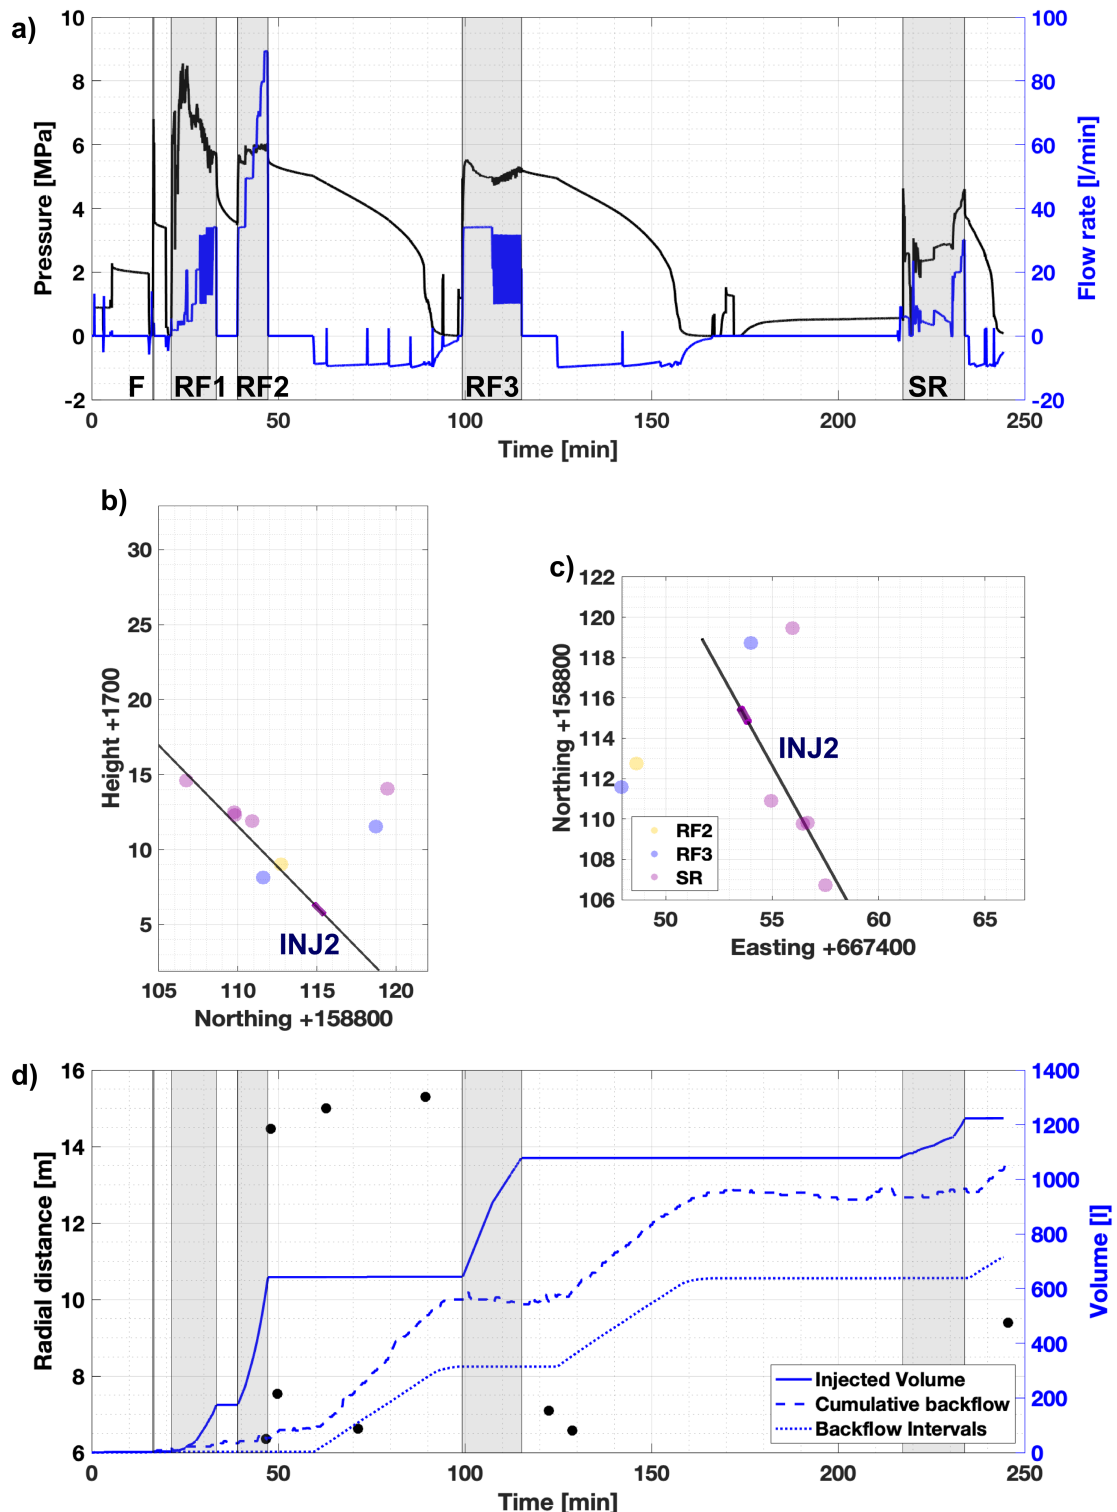 a)
10
8
6
4
2
0
-2
Pressure [MPa]
100
80
60
40
20
0
-20
Flow rate [l/min]
F
RF1
RF2
RF3
SR
0
50
100
150
200
250
Time [min]
b)
30
25
20
15
10
5
Height +1700
INJ2
105
110
115
120
Northing +158800
c)
122
120
118
116
114
112
110
108
106
Northing +158800
INJ2
RF2
RF3
SR
50
55
60
65
Easting +667400
d)
16
14
12
10
8
6
Radial distance [m]
1400
1200
1000
800
600
400
200
0
Volume [l]
Injected Volume
Cumulative backflow
Backflow Intervals
0
50
100
150
200
250
Time [min]